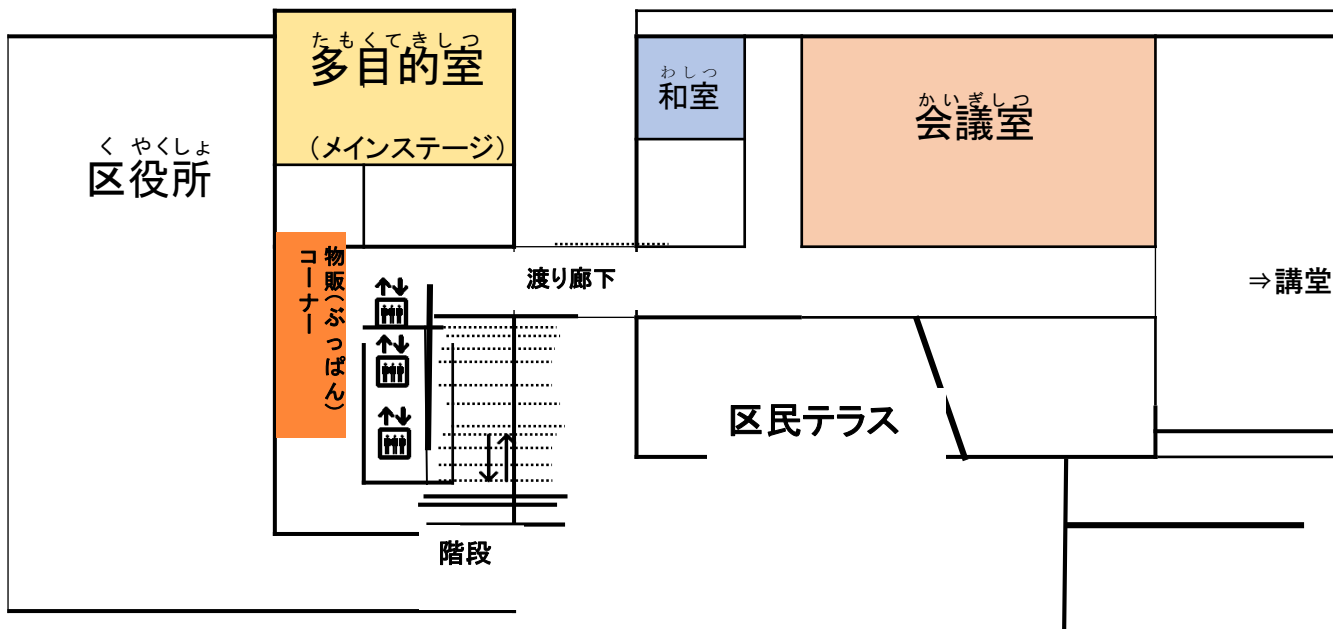 たもくてきしつ
多目的室
（メインステージ）
わしつ
和室
かいぎしつ
会議室
くやくしょ
区役所
物販（ぶっぱん）
コーナー
渡り廊下
⇒講堂
区民テラス
階段